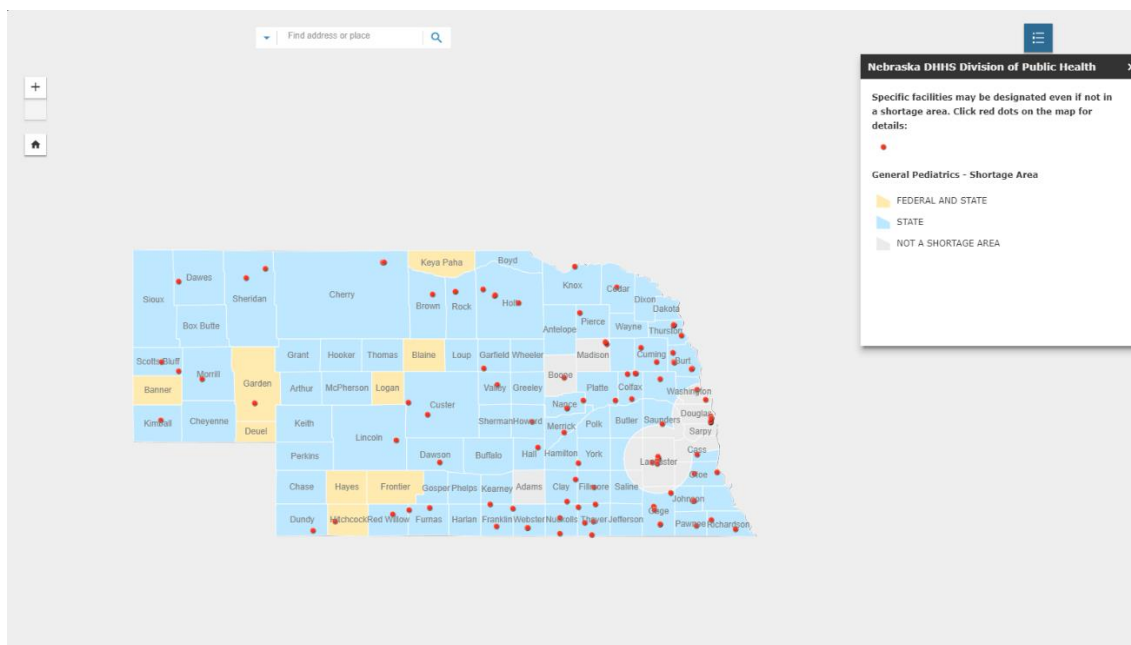 Find address or place
+
Nebraska DHHS Division of Public Health
Specific facilities may be designated even if not in
a shortage area. Click red dots on the map for
details:
General Pediatrics - Shortage Area
FEDERAL AND STATE
STATE
NOT A SHORTAGE AREA
Keya Paha Boyd
Sioux Dawes Sheridan Cherry Brown Rock Holt Knox Cedar Dixon Dakota
Box Butte Antelope Pierce Wayne Thurston
Scotts Bluff Morrill Garden Grant Hooker Thomas Blaine Loup Garfield Wheeler Madison Cuming Burt
Banner Arthur McPherson Logan Custer Valley Greeley Boone Platte Colfax Washington
Kimball Cheyenne Deuel Keith Lincoln Sherman Howard Nance Merrick Polk Butler Saunders Douglas
Sarpy
Perkins Dawson Buffalo Hall Hamilton York Lancaster Cass
Otoe
Chase Hayes Frontier Gosper Phelps Kearney Adams Clay Fillmore Saline Johnson
Dundy Hitchcock Red Willow Furnas Harlan Franklin Webster Nuckolls Thayer Jefferson Gage Pawnee Richardson